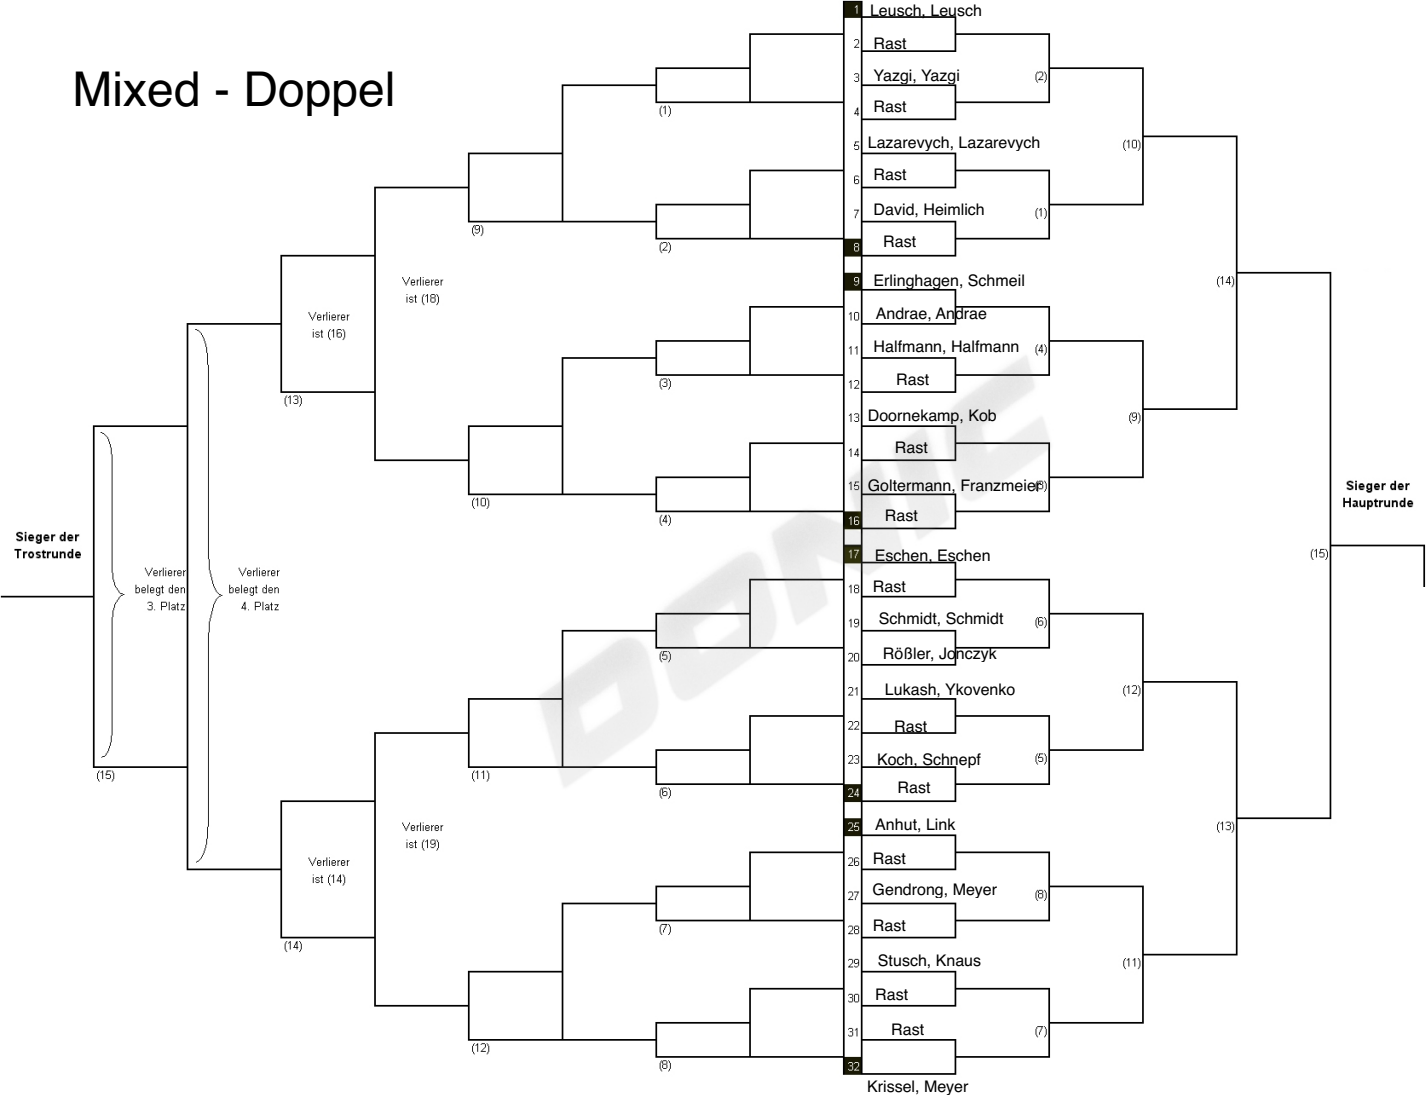 Mixed - Doppel
1 Leusch, Leusch
2 Rast
3 Yazgi, Yazgi
4 Rast
5 Lazarevych, Lazarevych
6 Rast
7 David, Heimlich
8 Rast
9 Erlinghagen, Schmeil
10 Andrae, Andrae
11 Halfmann, Halfmann
12 Rast
13 Doornekamp, Kob
14 Rast
15 Goltermann, Franzmeier
16 Rast
17 Eschen, Eschen
18 Rast
19 Schmidt, Schmidt
20 Rößler, Jonczyk
21 Lukash, Ykovenko
22 Rast
23 Koch, Schnepf
24 Rast
25 Anhut, Link
26 Rast
27 Gendrong, Meyer
28 Rast
29 Stusch, Knaus
30 Rast
31 Rast
32
Krissel, Meyer
(2)
(1)
(4)
(3)
(6)
(5)
(8)
(7)
(10)
(9)
(12)
(11)
(14)
(13)
(15)
Sieger der
Hauptrunde
(1)
(2)
(3)
(4)
(5)
(6)
(7)
(8)
(9)
(10)
(11)
(12)
Verlierer
ist (18)
Verlierer
ist (19)
Verlierer
ist (16)
Verlierer
ist (14)
(13)
(14)
Verlierer
belegt den
4. Platz
Verlierer
belegt den
3. Platz
(15)
Sieger der
Trostrunde
DONIC